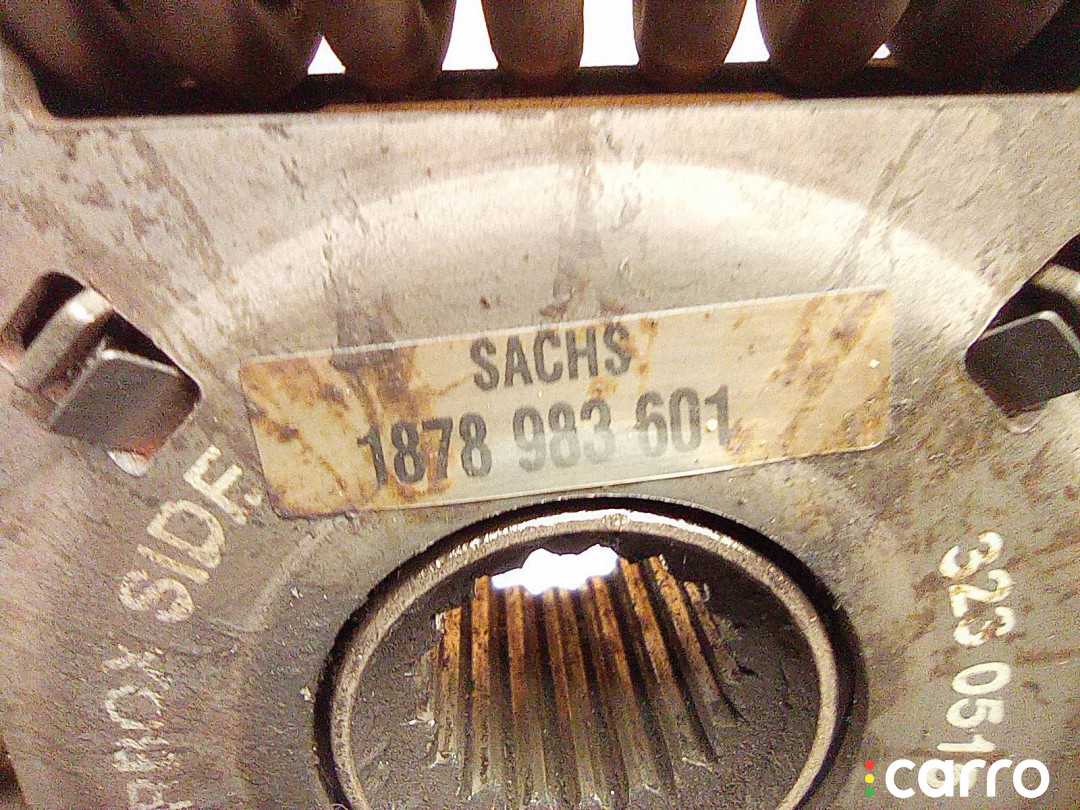 SACHS
1878 983 601
SIDE
323 051
carro